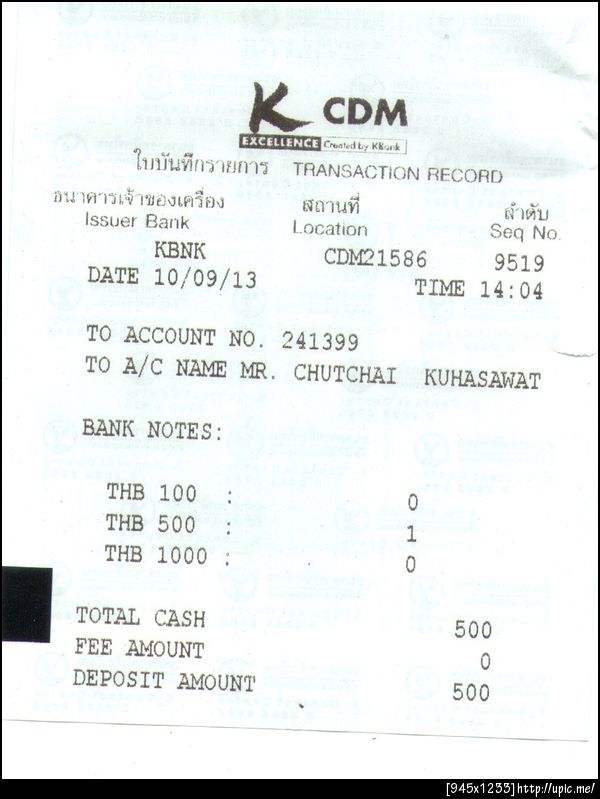 K CDM
EXCELLENCE Created by KBank
ใบบันทึกรายการ TRANSACTION RECORD
ธนาคารเจ้าของเครื่อง สถานที่ ลำดับ
Issuer Bank Location Seq No.
KBNK CDM21586 9519
DATE 10/09/13 TIME 14:04
TO ACCOUNT NO. 241399
TO A/C NAME MR. CHUTCHAI KUHASAWAT
BANK NOTES:
THB 100 : 0
THB 500 : 1
THB 1000 : 0
TOTAL CASH 500
FEE AMOUNT 0
DEPOSIT AMOUNT 500
[945x1233]http://upic.me/